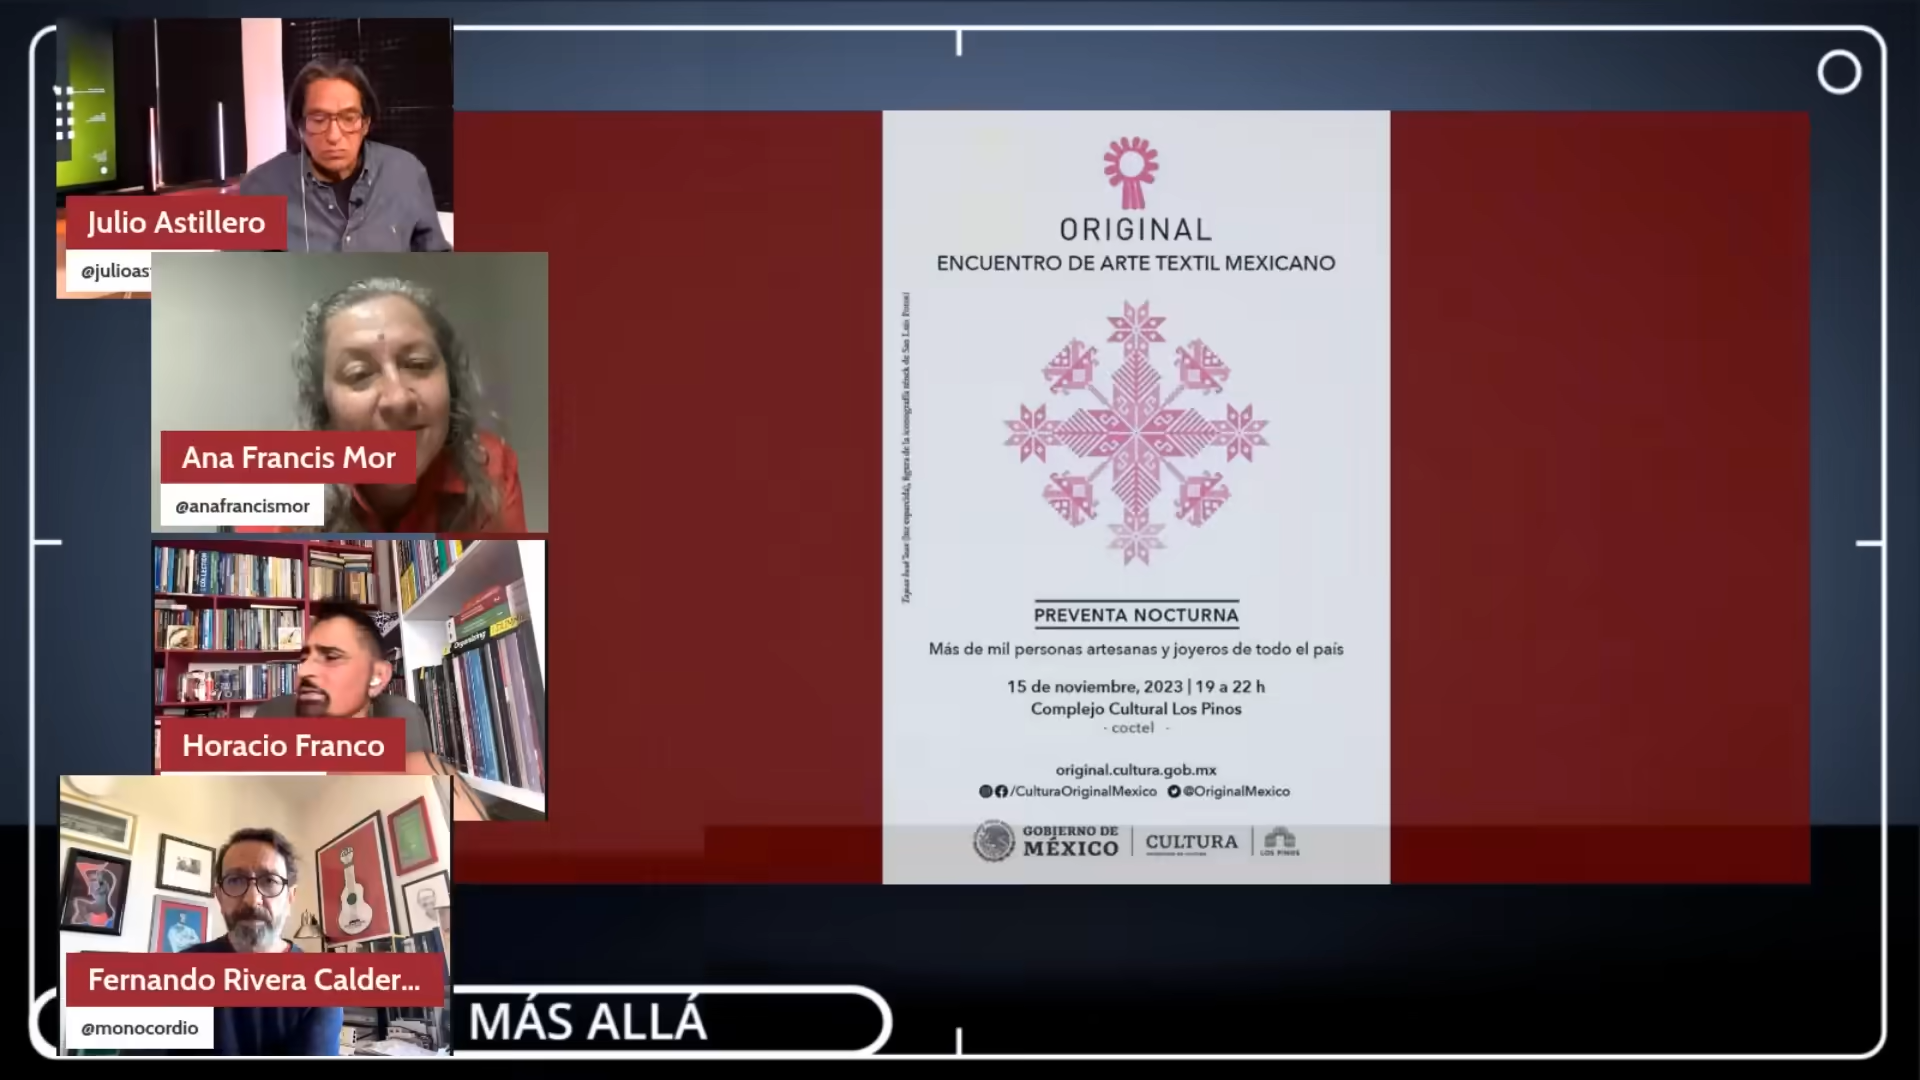 Julio Astillero
@julioas
Ana Francis Mor
@anafrancismor
Horacio Franco
Fernando Rivera Calder...
@monocordio
MÁS ALLÁ
ORIGINAL
ENCUENTRO DE ARTE TEXTIL MEXICANO
PREVENTA NOCTURNA
Más de mil personas artesanas y joyeros de todo el país
15 de noviembre, 2023 | 19 a 22 h
Complejo Cultural Los Pinos
- coctel -
original.cultura.gob.mx
/CulturaOriginalMexico @OriginalMexico
GOBIERNO DE
MÉXICO
CULTURA
LOS PINOS